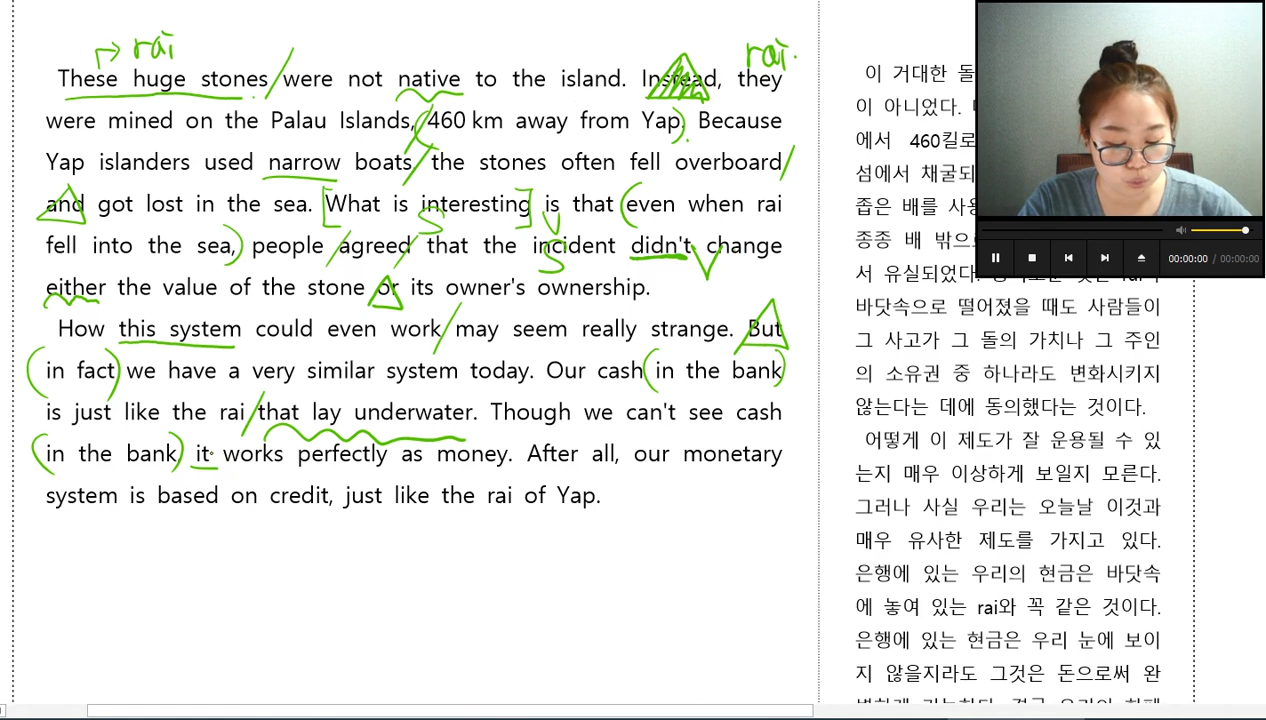 rai
rai.
These huge stones were not native to the island. Instead, they
were mined on the Palau Islands, 460 km away from Yap. Because
Yap islanders used narrow boats, the stones often fell overboard
and got lost in the sea. What is interesting is that even when rai
S V
fell into the sea, people agreed that the incident didn't change
S V
either the value of the stone or its owner's ownership.
How this system could even work may seem really strange. But
in fact we have a very similar system today. Our cash in the bank
is just like the rai that lay underwater. Though we can't see cash
in the bank, it works perfectly as money. After all, our monetary
system is based on credit, just like the rai of Yap.
이 거대한 돌
이 아니었다.
에서 460킬로
섬에서 채굴되
좁은 배를 사용
종종 배 밖으
서 유실되었다.
바닷속으로 떨어졌을 때도 사람들이
그 사고가 그 돌의 가치나 그 주인
의 소유권 중 하나라도 변화시키지
않는다는 데에 동의했다는 것이다.
어떻게 이 제도가 잘 운용될 수 있
는지 매우 이상하게 보일지 모른다.
그러나 사실 우리는 오늘날 이것과
매우 유사한 제도를 가지고 있다.
은행에 있는 우리의 현금은 바닷속
에 놓여 있는 rai와 꼭 같은 것이다.
은행에 있는 현금은 우리 눈에 보이
지 않을지라도 그것은 돈으로써 완
00:00:00 / 00:00:00